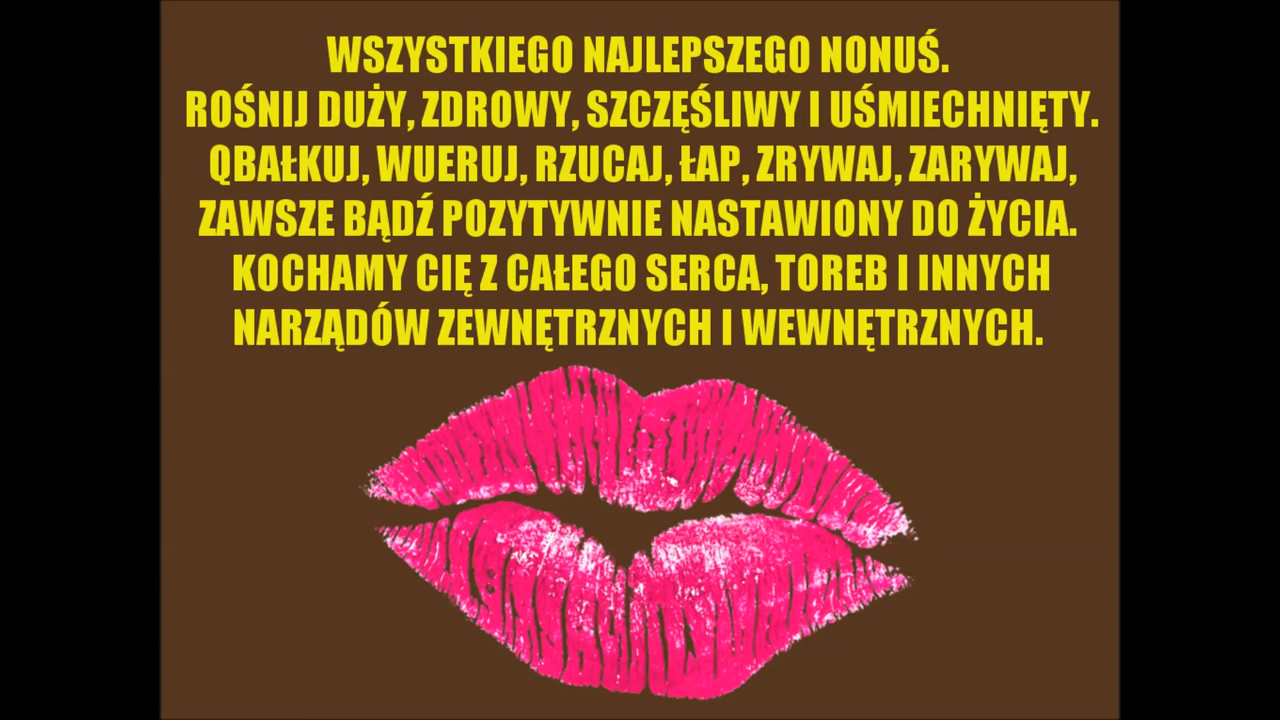 WSZYSTKIEGO NAJLEPSZEGO NONUŚ.
ROŚNIJ DUŻY, ZDROWY, SZCZĘŚLIWY I UŚMIECHNIĘTY.
QBAŁKUJ, WUERUJ, RZUCAJ, ŁAP, ZRYWAJ, ZARYWAJ,
ZAWSZE BĄDŹ POZYTYWNIE NASTAWIONY DO ŻYCIA.
KOCHAMY CIĘ Z CAŁEGO SERCA, TOREB I INNYCH
NARZĄDÓW ZEWNĘTRZNYCH I WEWNĘTRZNYCH.